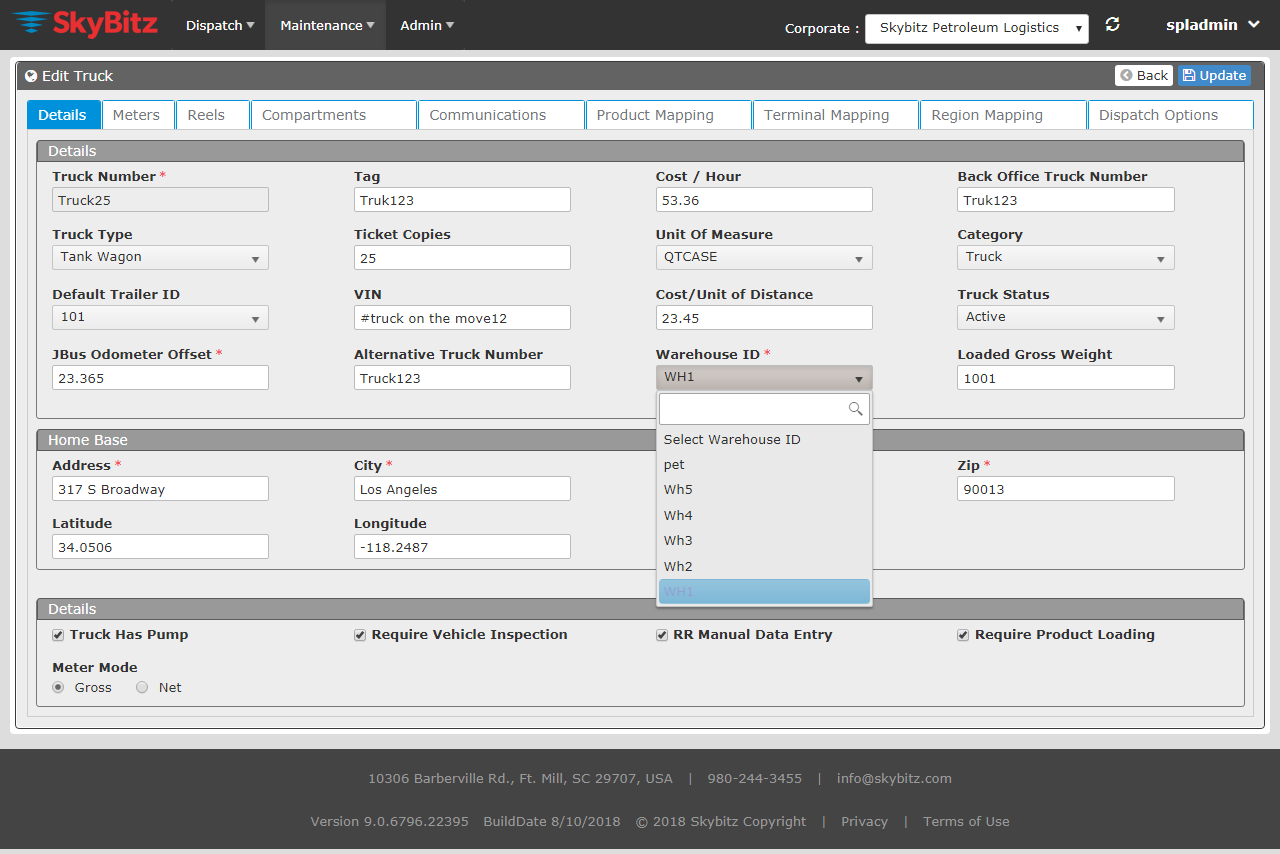 SkyBitz Dispatch Maintenance Admin Corporate : Skybitz Petroleum Logistics spladmin
Edit Truck Back Update
Details Meters Reels Compartments Communications Product Mapping Terminal Mapping Region Mapping Dispatch Options
Details
Truck Number * Tag Cost / Hour Back Office Truck Number
Truck25 Truk123 53.36 Truk123
Truck Type Ticket Copies Unit Of Measure Category
Tank Wagon 25 QTCASE Truck
Default Trailer ID VIN Cost/Unit of Distance Truck Status
101 #truck on the move12 23.45 Active
JBus Odometer Offset * Alternative Truck Number Warehouse ID * Loaded Gross Weight
23.365 Truck123 WH1 1001
Home Base Select Warehouse ID
Address * City * pet Zip *
317 S Broadway Los Angeles Wh5 90013
Latitude Longitude Wh4
34.0506 -118.2487 Wh3
Wh2
WH1
Details
Truck Has Pump Require Vehicle Inspection RR Manual Data Entry Require Product Loading
Meter Mode
Gross Net
10306 Barberville Rd., Ft. Mill, SC 29707, USA | 980-244-3455 | info@skybitz.com
Version 9.0.6796.22395 BuildDate 8/10/2018 © 2018 Skybitz Copyright | Privacy | Terms of Use